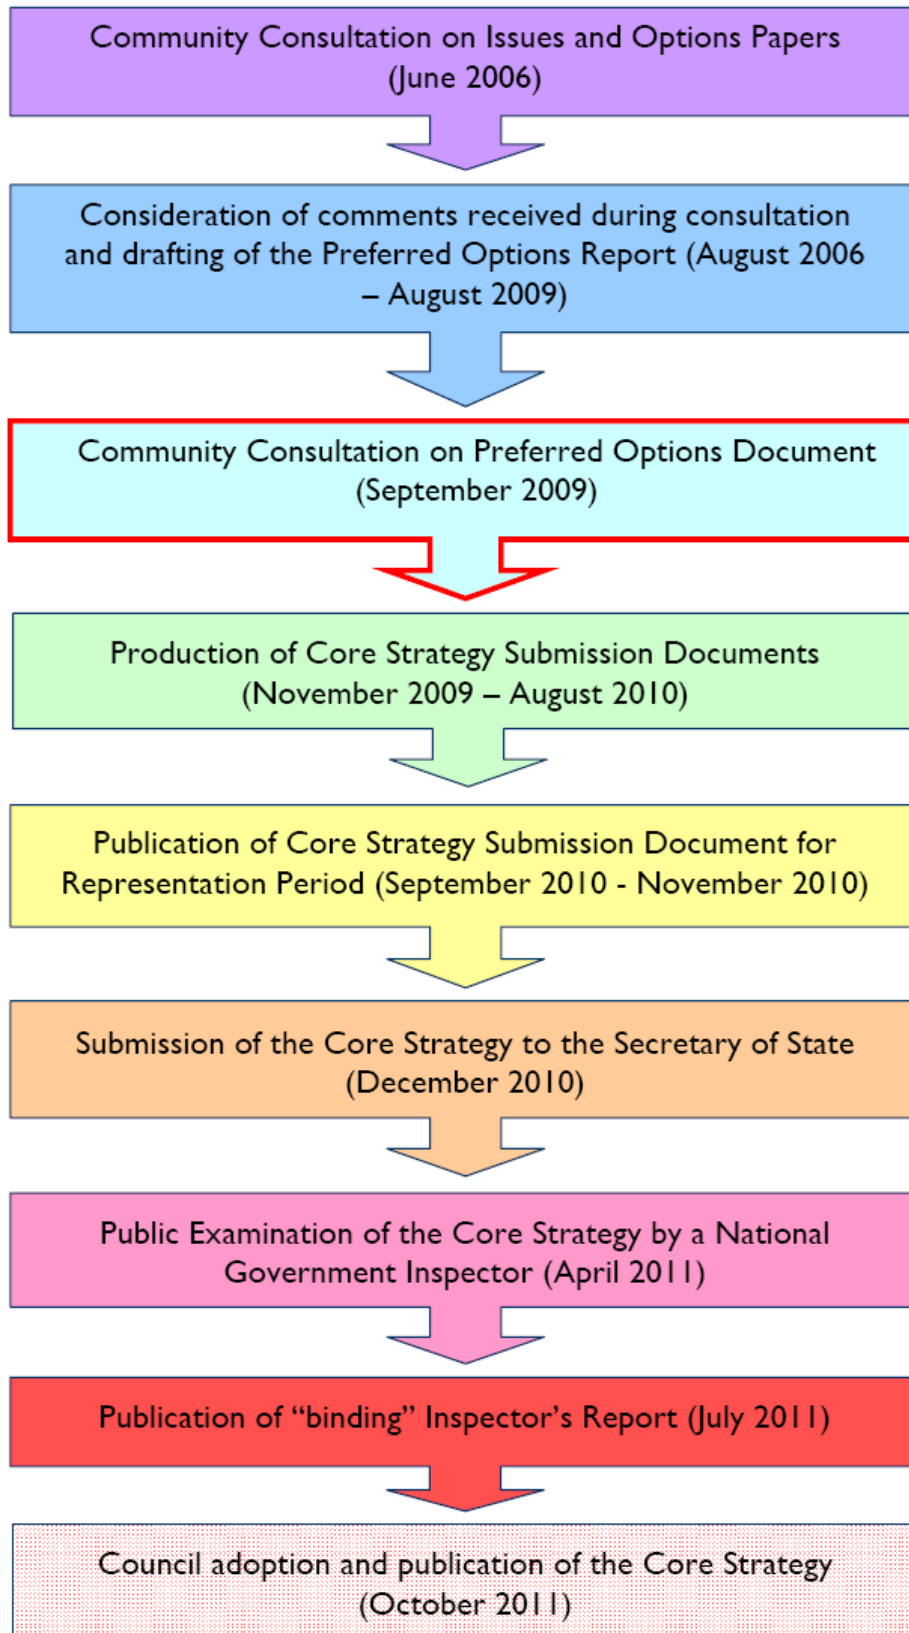 Community Consultation on Issues and Options Papers
(June 2006)
Consideration of comments received during consultation
and drafting of the Preferred Options Report (August 2006
– August 2009)
Community Consultation on Preferred Options Document
(September 2009)
Production of Core Strategy Submission Documents
(November 2009 – August 2010)
Publication of Core Strategy Submission Document for
Representation Period (September 2010 - November 2010)
Submission of the Core Strategy to the Secretary of State
(December 2010)
Public Examination of the Core Strategy by a National
Government Inspector (April 2011)
Publication of “binding” Inspector’s Report (July 2011)
Council adoption and publication of the Core Strategy
(October 2011)